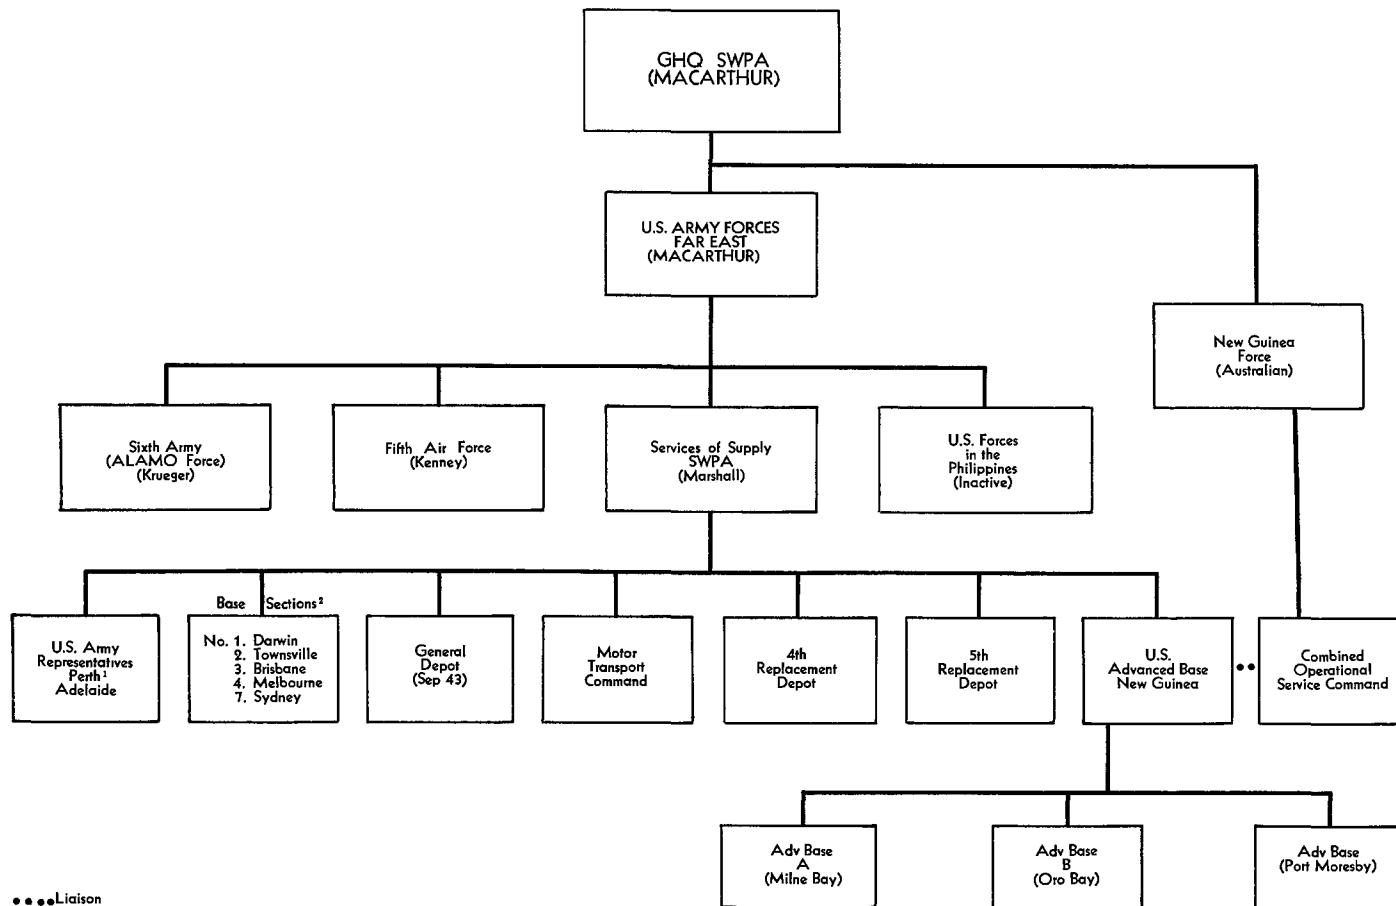 GHQ SWPA
(MACARTHUR)
U.S. ARMY FORCES
FAR EAST
(MACARTHUR)
New Guinea
Force
(Australian)
Sixth Army
(ALAMO Force)
(Krueger)
Fifth Air Force
(Kenney)
Services of Supply
SWPA
(Marshall)
U.S. Forces
in the
Philippines
(Inactive)
U.S. Army
Representatives
Perth¹
Adelaide
Base Sections²
No. 1. Darwin
2. Townsville
3. Brisbane
4. Melbourne
7. Sydney
General
Depot
(Sep 43)
Motor
Transport
Command
4th
Replacement
Depot
5th
Replacement
Depot
U.S.
Advanced Base
New Guinea
Combined
Operational
Service Command
Adv Base
A
(Milne Bay)
Adv Base
B
(Oro Bay)
Adv Base
(Port Moresby)
••••Liaison